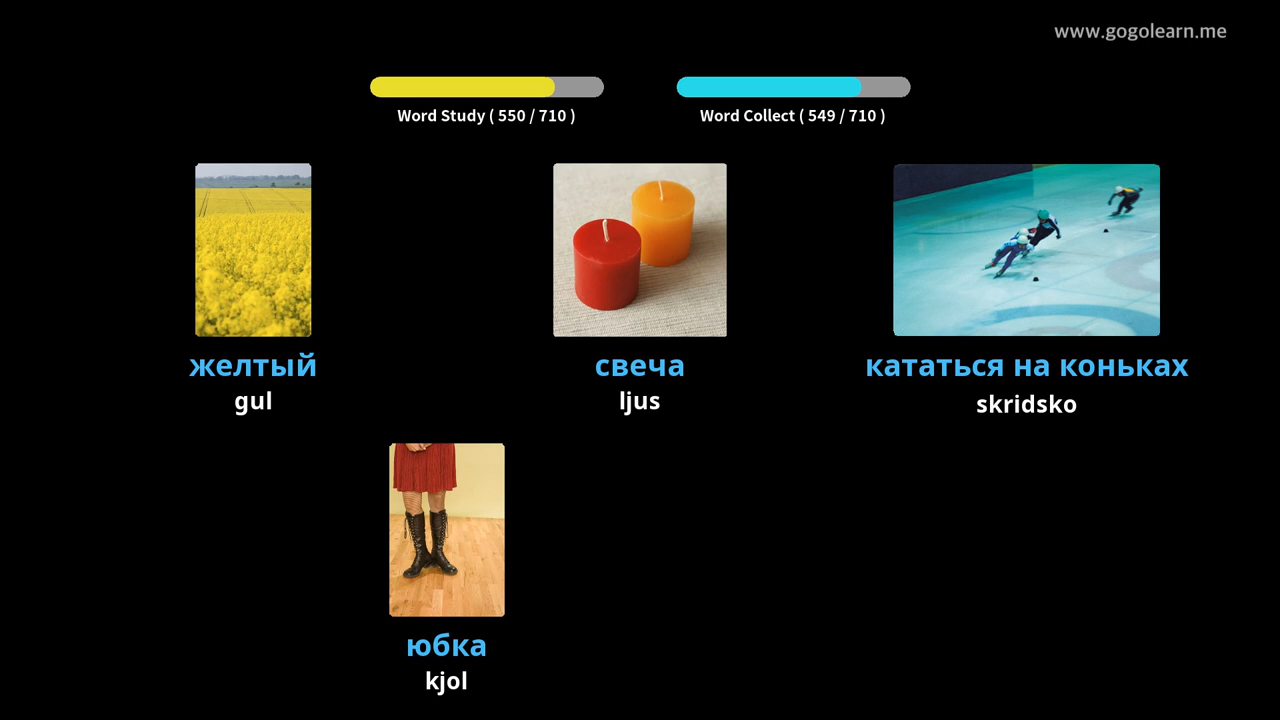 www.gogolearn.me
Word Study ( 550 / 710 )
Word Collect ( 549 / 710 )
желтый
gul
свеча
ljus
кататься на коньках
skridsko
юбка
kjol